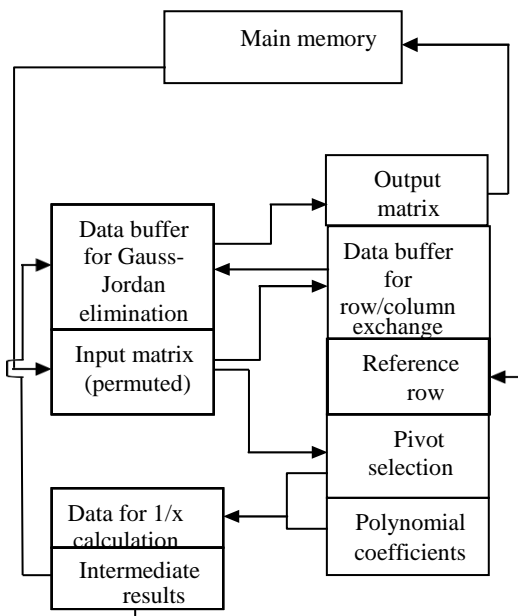 Main memory
Output
matrix
Data buffer
for Gauss-
Jordan
elimination
Data buffer
for
row/column
exchange
Input matrix
(permuted)
Reference
row
Pivot
selection
Data for 1/x
calculation
Polynomial
coefficients
Intermediate
results